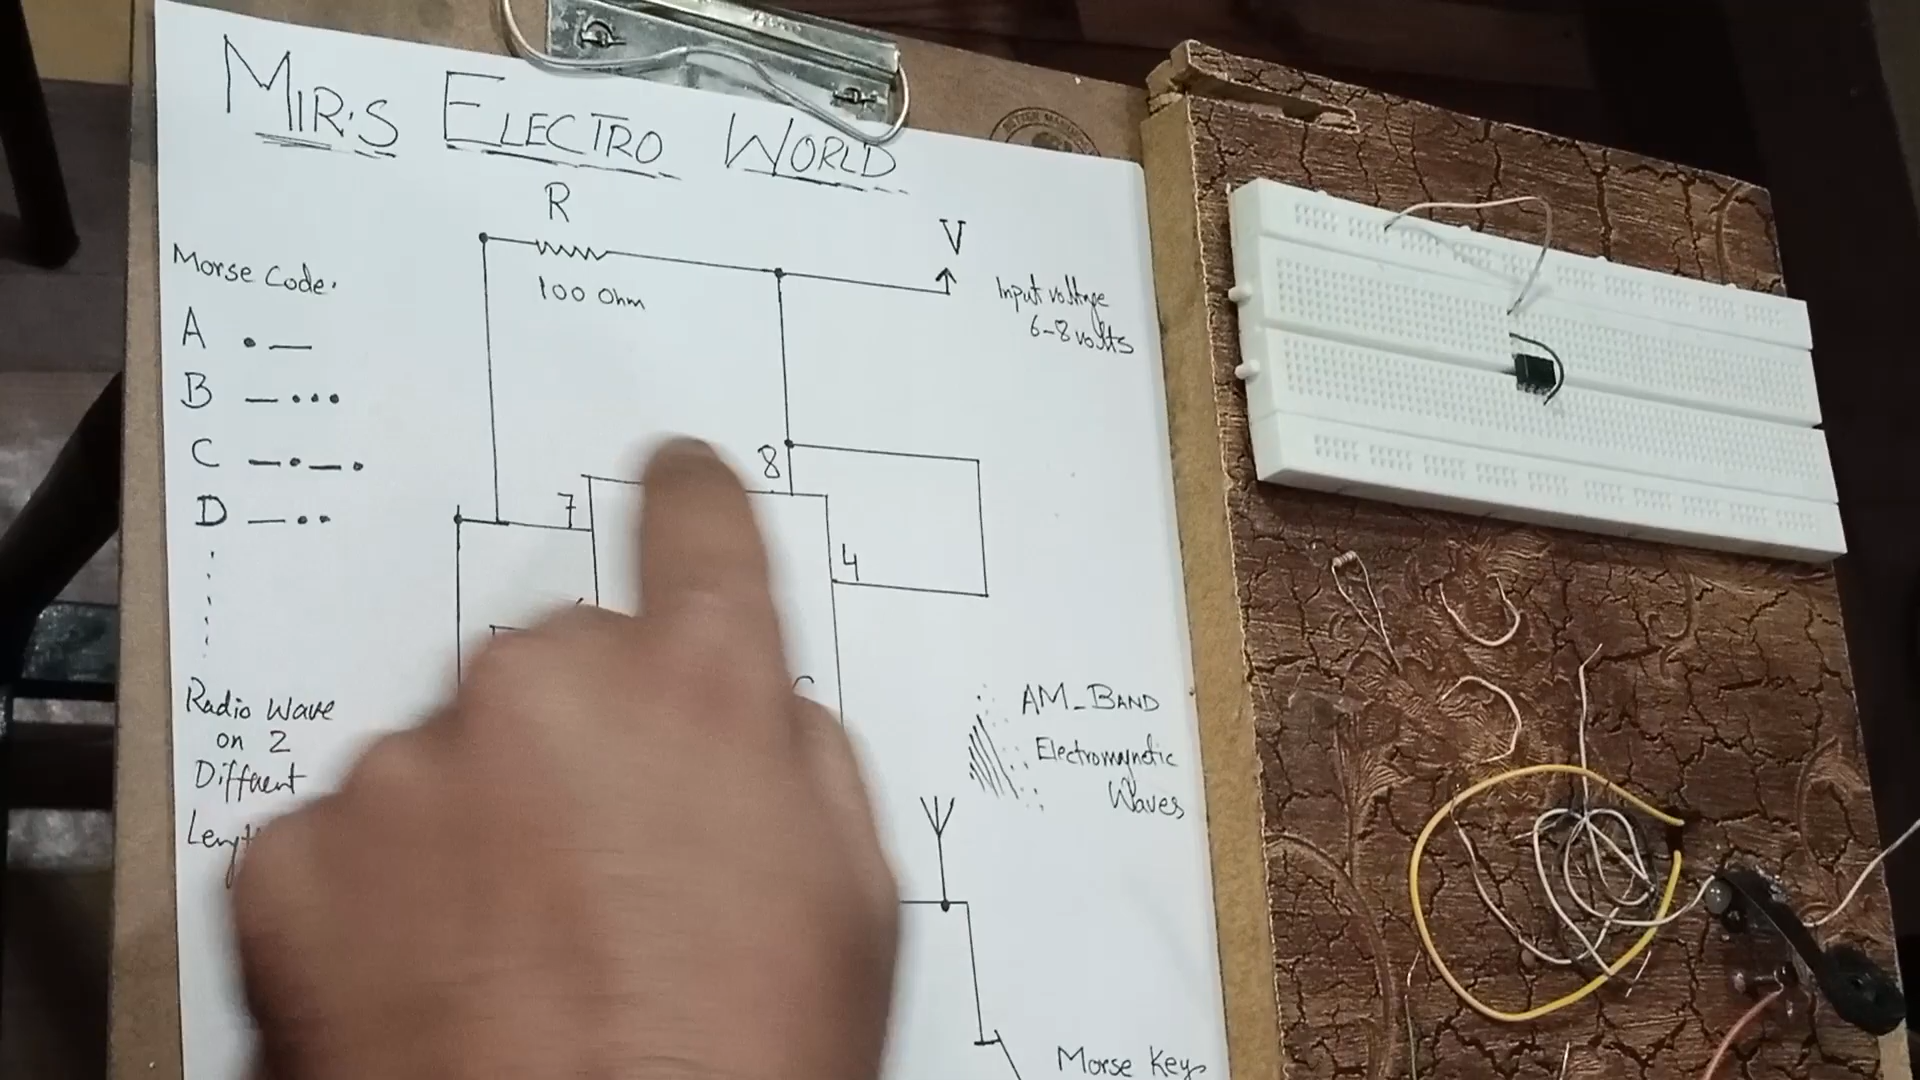 MIR'S ELECTRO WORLD
R
100 Ohm
V
Input voltage
6-8 volts
Morse Code.
A
B
C
D
7
8
4
Radio Wave
on 2
Diffrent
AM_BAND
Electromagnetic
Waves
Morse Key